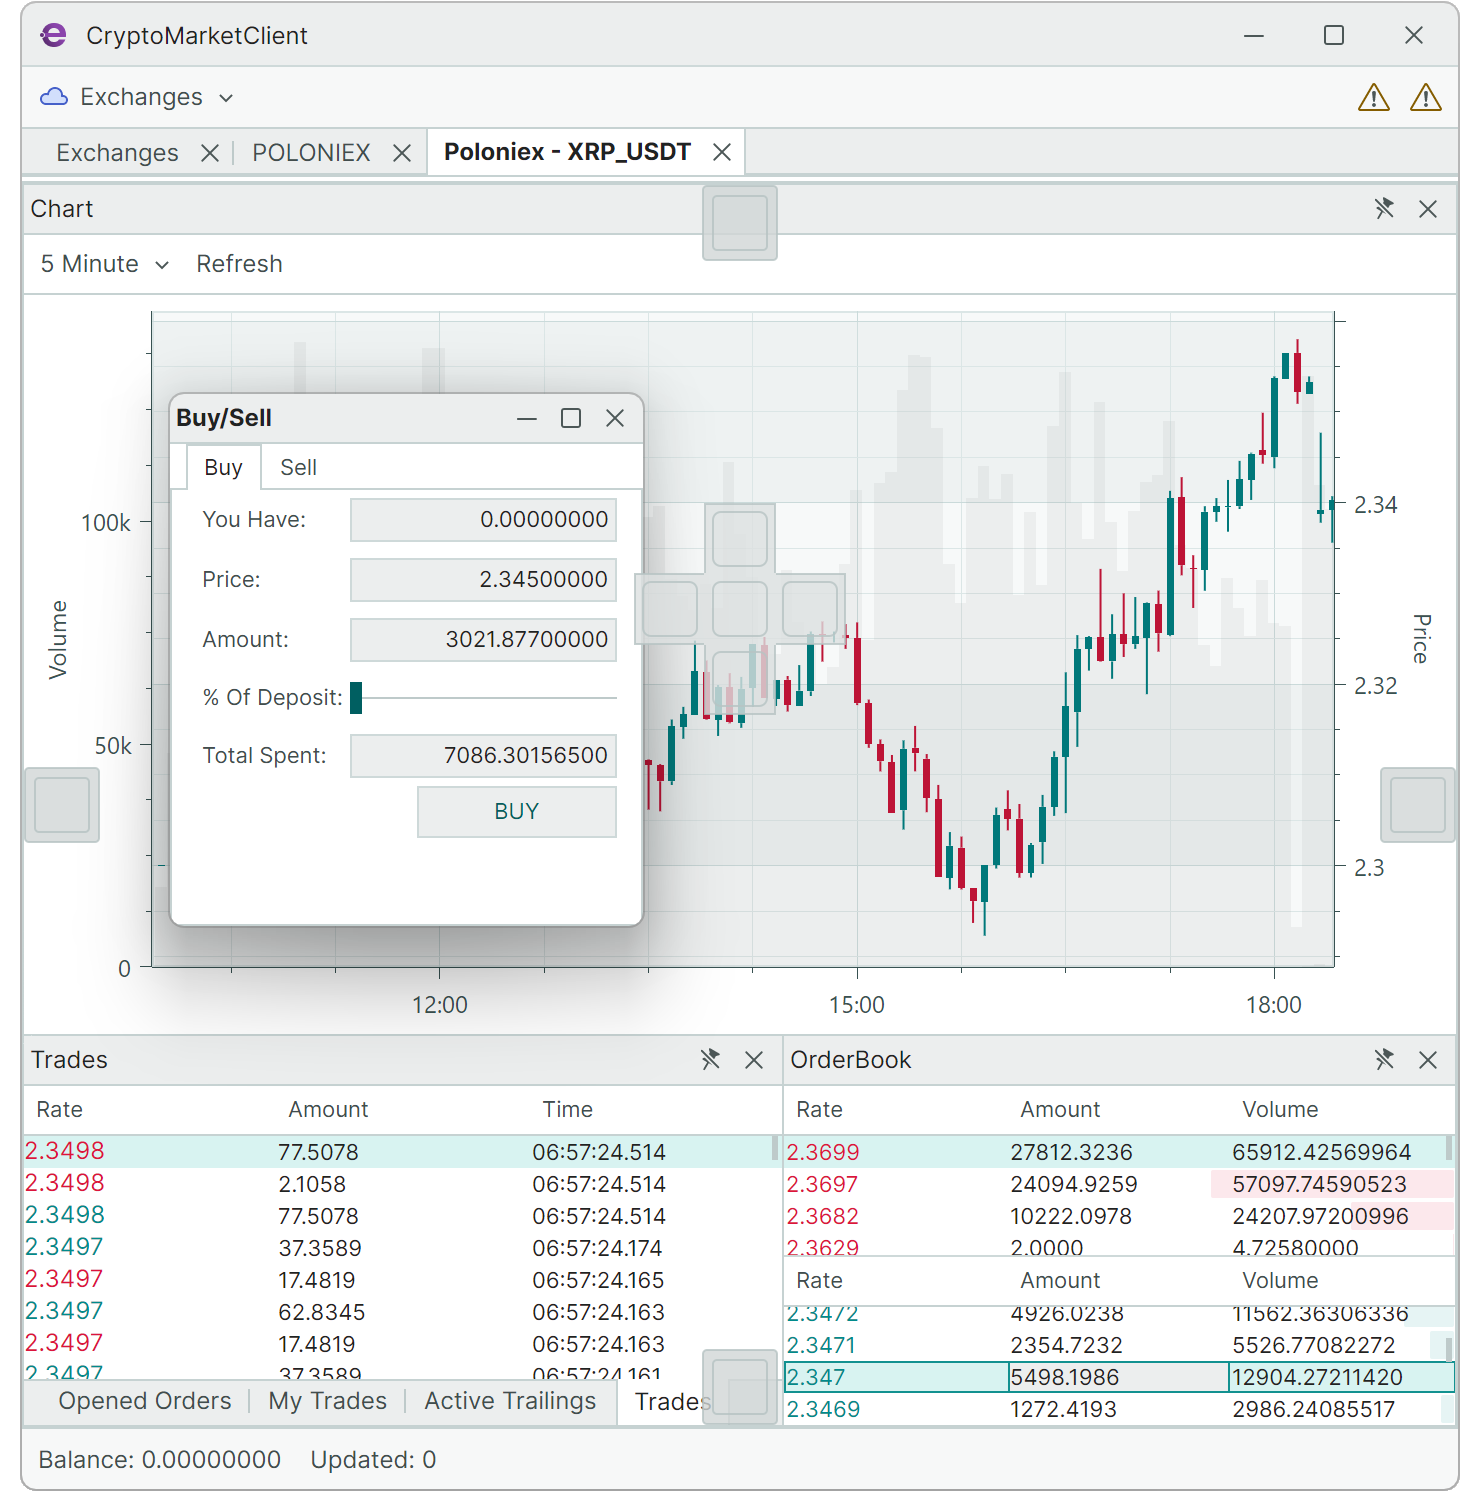 CryptoMarketClient
Exchanges
Exchanges POLONIEX Poloniex - XRP_USDT
Chart
5 Minute Refresh
Buy/Sell
Buy Sell
You Have: 0.00000000
Price: 2.34500000
Amount: 3021.87700000
% Of Deposit:
Total Spent: 7086.30156500
BUY
Volume
100k
50k
0
12:00 15:00 18:00
2.34
2.32
2.3
Price
Trades
Rate Amount Time
2.3498 77.5078 06:57:24.514
2.3498 2.1058 06:57:24.514
2.3498 77.5078 06:57:24.514
2.3497 37.3589 06:57:24.174
2.3497 17.4819 06:57:24.165
2.3497 62.8345 06:57:24.163
2.3497 17.4819 06:57:24.163
2.3497 37.3589 06:57:24.161
Opened Orders My Trades Active Trailings Trades
OrderBook
Rate Amount Volume
2.3699 27812.3236 65912.42569964
2.3697 24094.9259 57097.74590523
2.3682 10222.0978 24207.97200996
2.3629 2.0000 4.72580000
Rate Amount Volume
2.3472 4926.0238 11562.36306336
2.3471 2354.7232 5526.77082272
2.347 5498.1986 12904.27211420
2.3469 1272.4193 2986.24085517
Balance: 0.00000000 Updated: 0